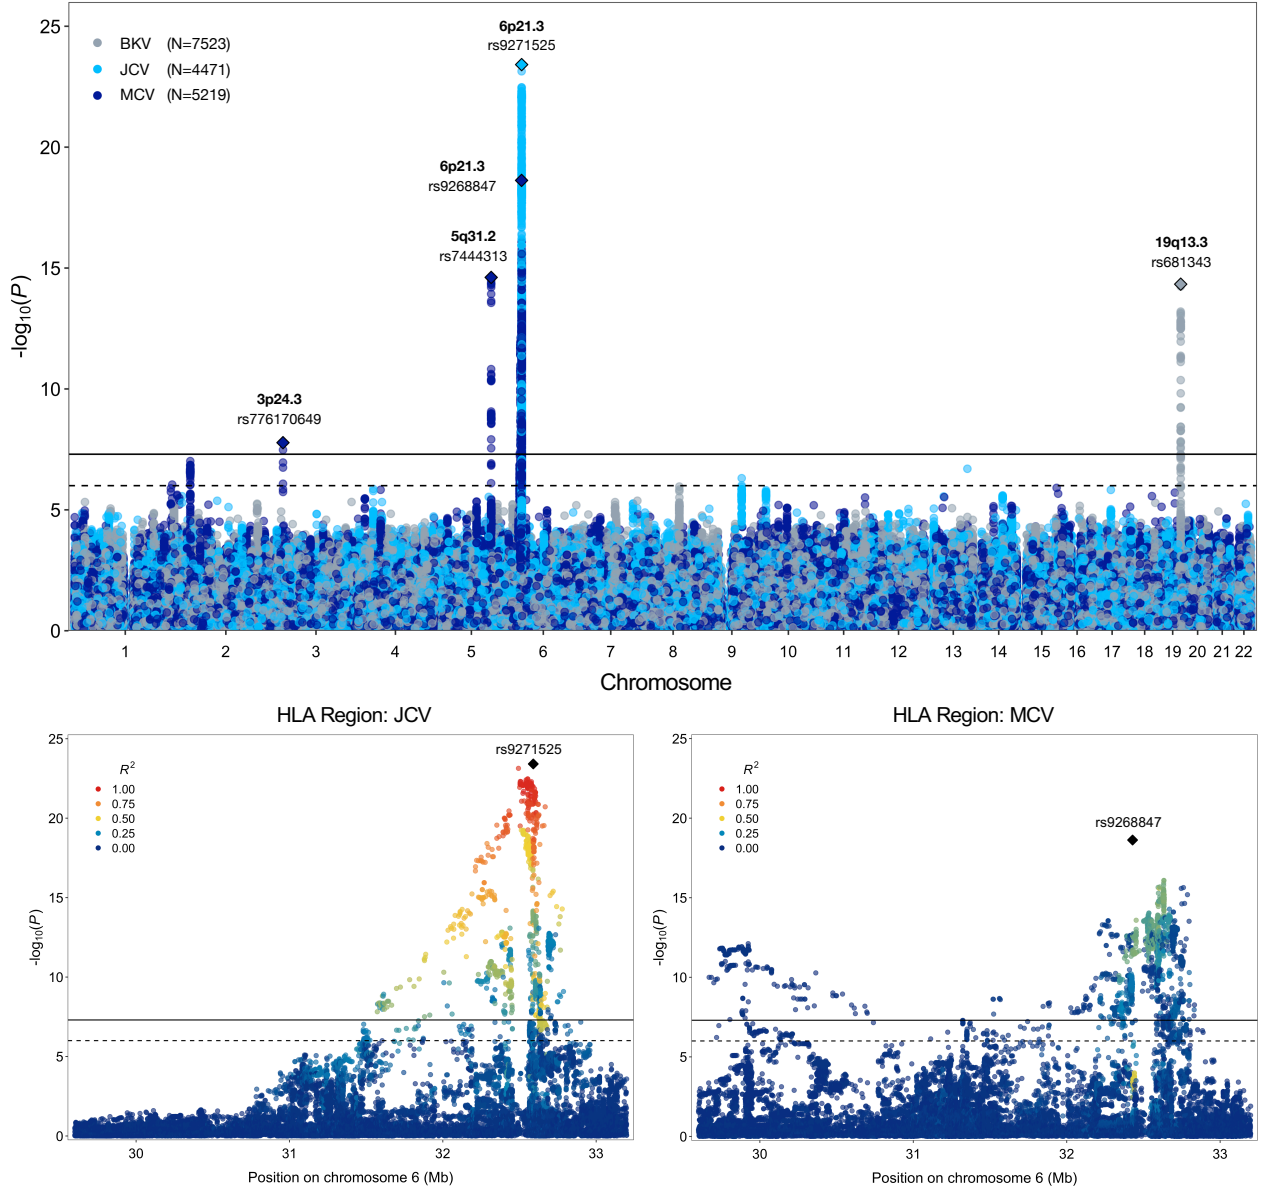 25
20
15
10
5
0
-log10(P)
BKV (N=7523)
JCV (N=4471)
MCV (N=5219)
6p21.3
rs9271525
6p21.3
rs9268847
5q31.2
rs7444313
19q13.3
rs681343
3p24.3
rs776170649
1 2 3 4 5 6 7 8 9 10 11 12 13 14 15 16 17 18 19 20 21 22
Chromosome
HLA Region: JCV
25
20
15
10
5
0
-log10(P)
R2
1.00
0.75
0.50
0.25
0.00
rs9271525
30 31 32 33
Position on chromosome 6 (Mb)
HLA Region: MCV
25
20
15
10
5
0
-log10(P)
R2
1.00
0.75
0.50
0.25
0.00
rs9268847
30 31 32 33
Position on chromosome 6 (Mb)